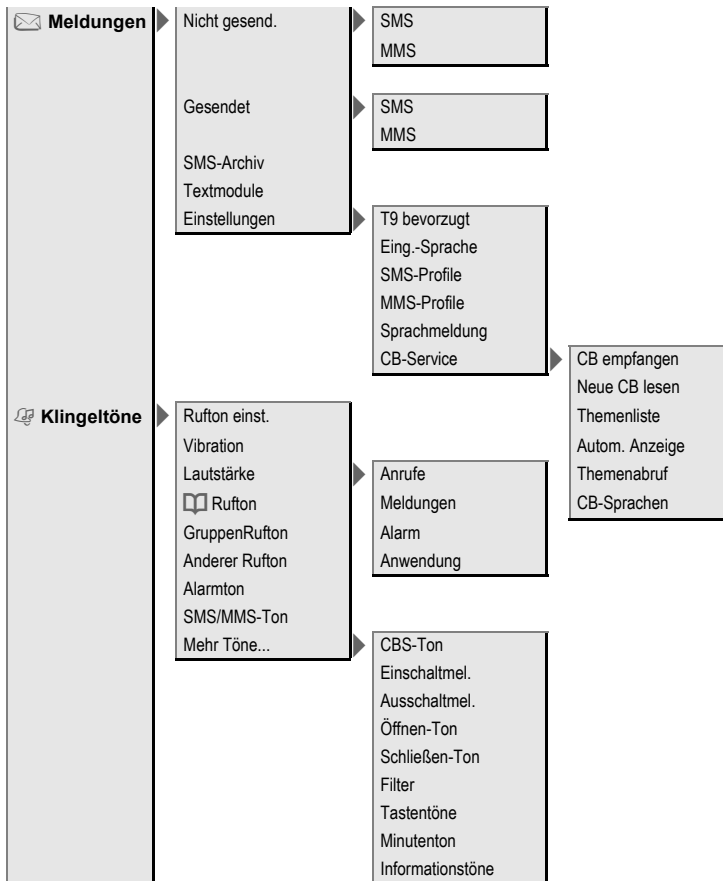 Meldungen
Nicht gesend.
SMS
MMS
Gesendet
SMS
MMS
SMS-Archiv
Textmodule
Einstellungen
T9 bevorzugt
Eing.-Sprache
SMS-Profile
MMS-Profile
Sprachmeldung
CB-Service
CB empfangen
Neue CB lesen
Themenliste
Autom. Anzeige
Themenabruf
CB-Sprachen
Klingeltöne
Rufton einst.
Vibration
Lautstärke
Anrufe
Meldungen
Alarm
Anwendung
Rufton
GruppenRufton
Anderer Rufton
Alarmton
SMS/MMS-Ton
Mehr Töne...
CBS-Ton
Einschaltmel.
Ausschaltmel.
Öffnen-Ton
Schließen-Ton
Filter
Tastentöne
Minutenton
Informationstöne